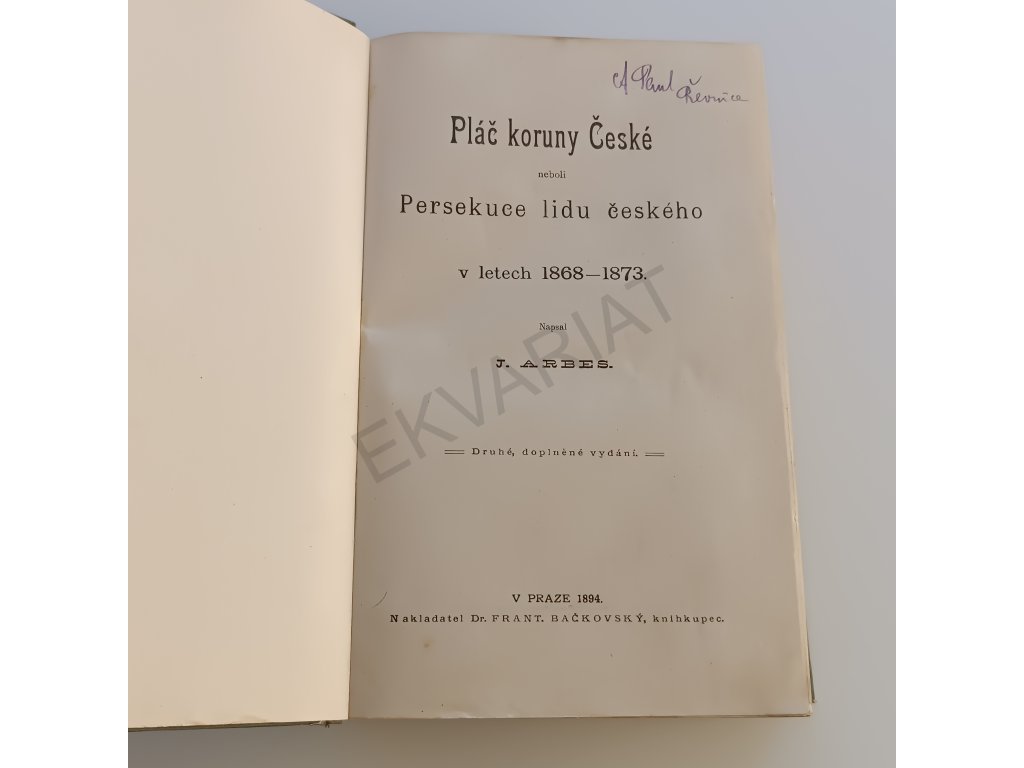 A Paul
Řevnice
Pláč koruny České
neboli
Persekuce lidu českého
v letech 1868—1873.
Napsal
J. ARBES.
EKVARIAT
Druhé, doplněné vydání.
V PRAZE 1894.
Nakladatel Dr. FRANT. BAČKOVSKÝ, knihkupec.